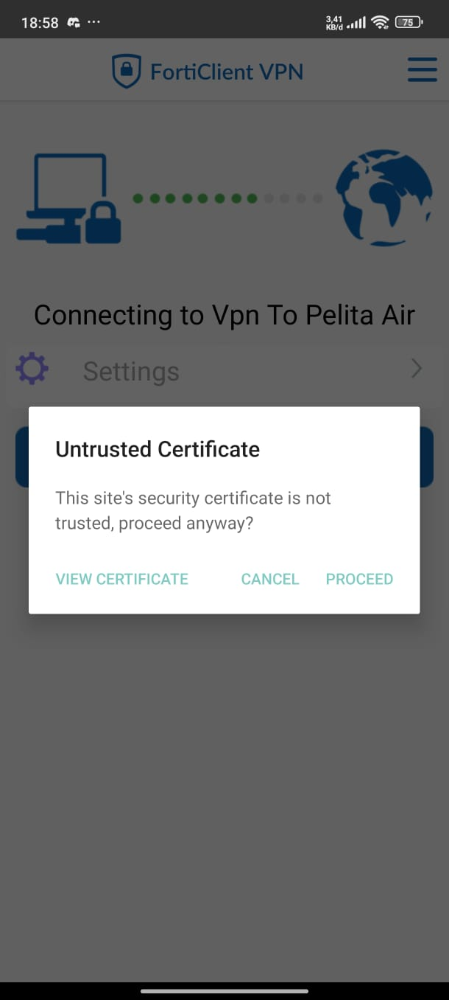 18:58 ...
3,41
KB/d
75
FortiClient VPN
Connecting to Vpn To Pelita Air
Settings
Untrusted Certificate
This site's security certificate is not
trusted, proceed anyway?
VIEW CERTIFICATE CANCEL PROCEED